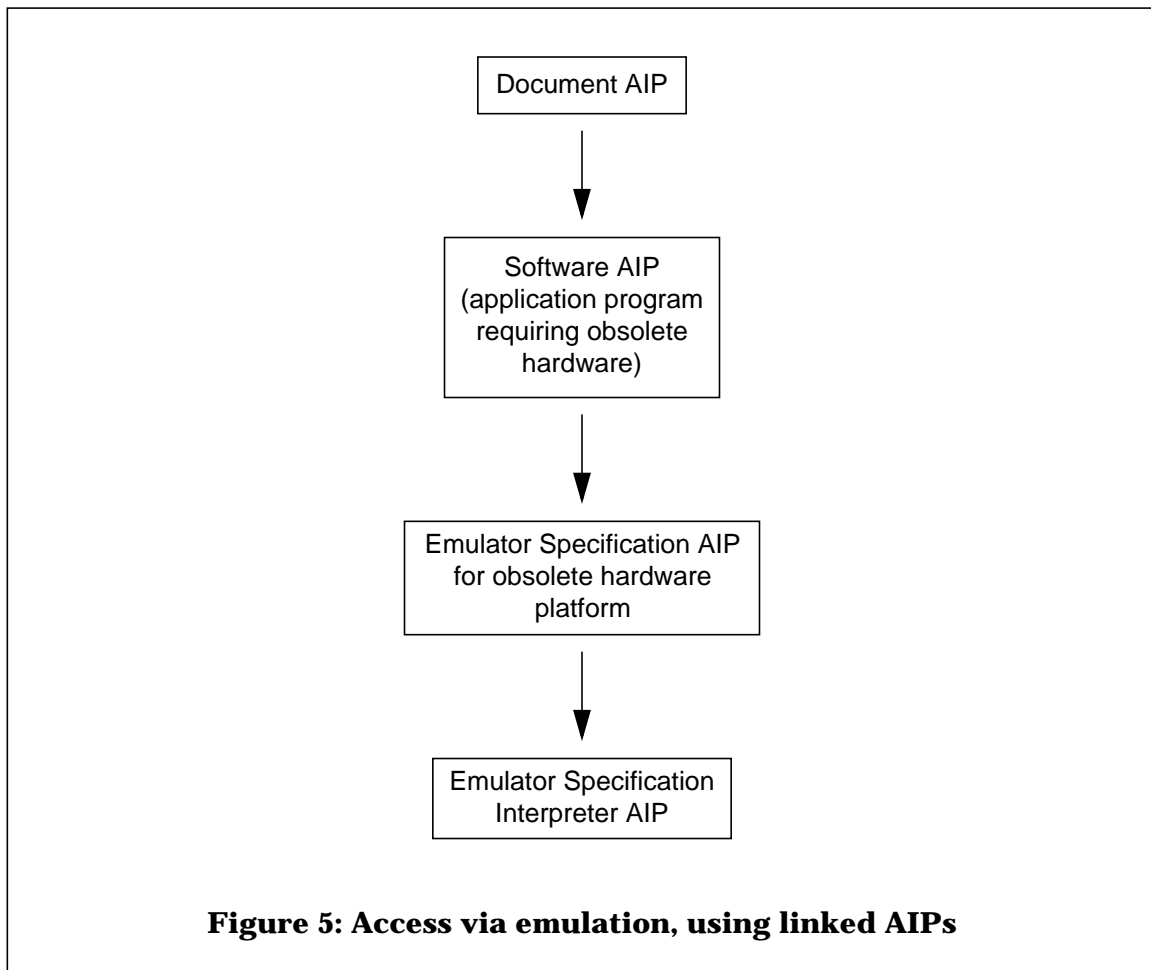 Document AIP
Software AIP
(application program
requiring obsolete
hardware)
Emulator Specification AIP
for obsolete hardware
platform
Emulator Specification
Interpreter AIP
Figure 5: Access via emulation, using linked AIPs